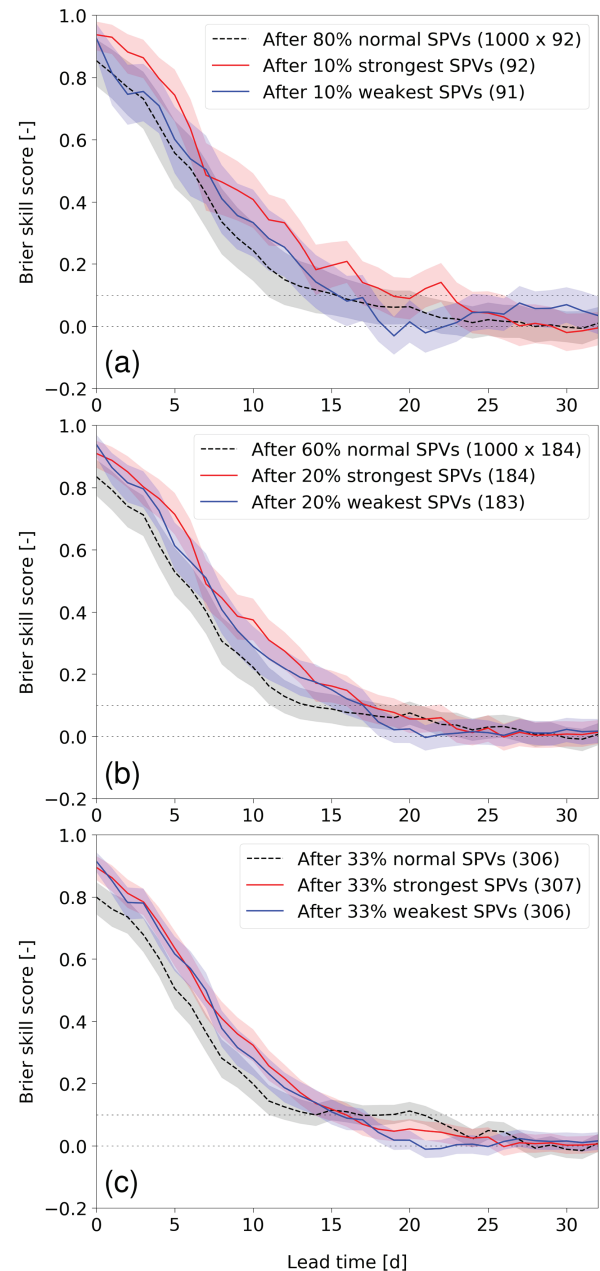 1.0
0.8
0.6
0.4
0.2
0.0
−0.2
Brier skill score [-]
After 80% normal SPVs (1000 x 92)
After 10% strongest SPVs (92)
After 10% weakest SPVs (91)
(a)
0 5 10 15 20 25 30
1.0
0.8
0.6
0.4
0.2
0.0
−0.2
Brier skill score [-]
After 60% normal SPVs (1000 x 184)
After 20% strongest SPVs (184)
After 20% weakest SPVs (183)
(b)
0 5 10 15 20 25 30
1.0
0.8
0.6
0.4
0.2
0.0
−0.2
Brier skill score [-]
After 33% normal SPVs (306)
After 33% strongest SPVs (307)
After 33% weakest SPVs (306)
(c)
0 5 10 15 20 25 30
Lead time [d]